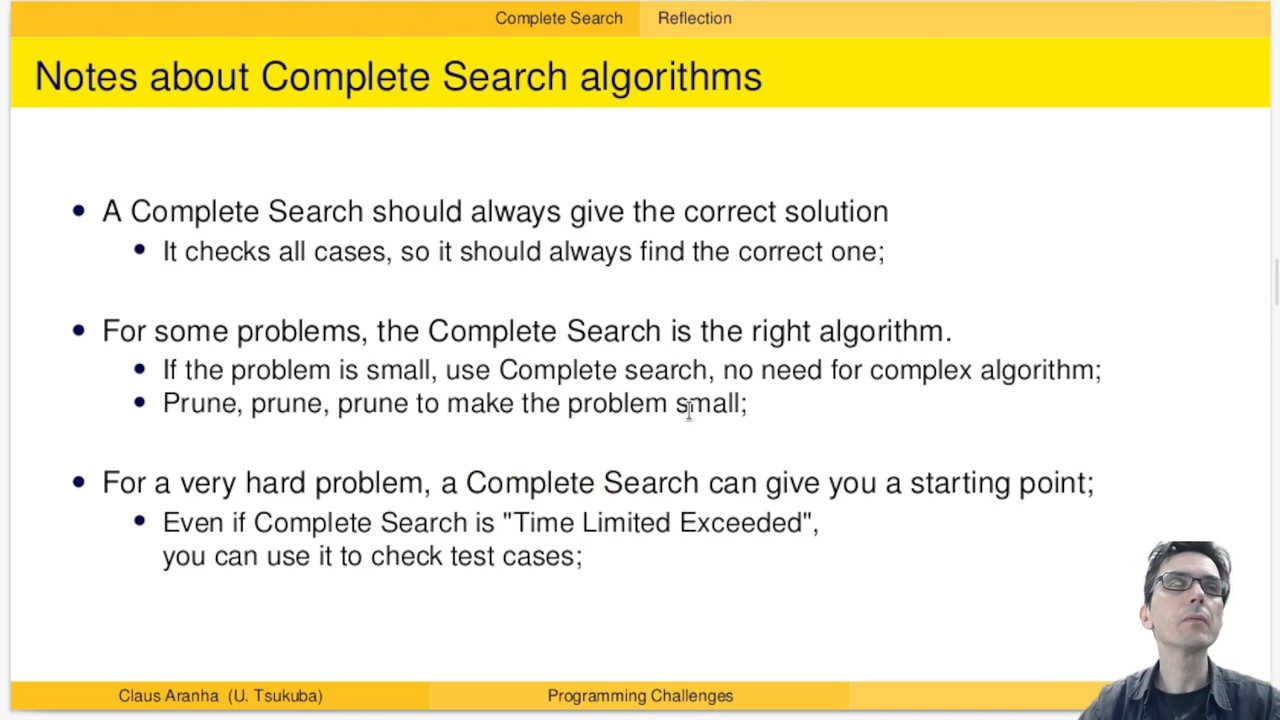 Complete Search Reflection
Notes about Complete Search algorithms
• A Complete Search should always give the correct solution
• It checks all cases, so it should always find the correct one;
• For some problems, the Complete Search is the right algorithm.
• If the problem is small, use Complete search, no need for complex algorithm;
• Prune, prune, prune to make the problem small;
• For a very hard problem, a Complete Search can give you a starting point;
• Even if Complete Search is "Time Limited Exceeded",
you can use it to check test cases;
Claus Aranha (U. Tsukuba) Programming Challenges